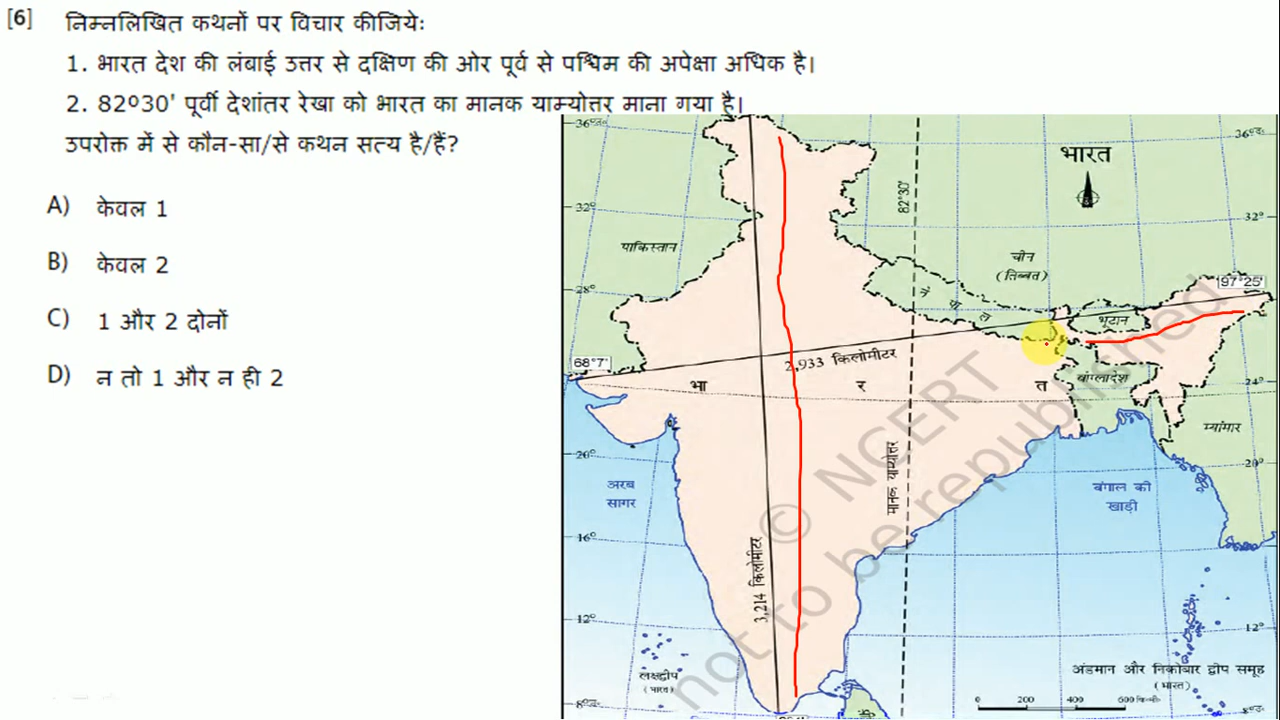 [6] निम्नलिखित कथनों पर विचार कीजियेः
1. भारत देश की लंबाई उत्तर से दक्षिण की ओर पूर्व से पश्चिम की अपेक्षा अधिक है।
2. 82º30' पूर्वी देशांतर रेखा को भारत का मानक याम्योत्तर माना गया है।
उपरोक्त में से कौन-सा/से कथन सत्य है/हैं?
A) केवल 1
B) केवल 2
C) 1 और 2 दोनों
D) न तो 1 और न ही 2
36°उ॰
36°उ॰
भारत
82°30'
32°
32°
पाकिस्तान
चीन
(तिब्बत)
28°
97°25'
नेपाल
भूटान
68°7'
2,933 किलोमीटर
भा र त
बांग्लादेश
24°
म्यांमार
20°
20°
मानक याम्योत्तर
अरब
सागर
बंगाल की
खाड़ी
16°
3,214 किलोमीटर
12°
12°
लक्षद्वीप
(भारत)
अंडमान और निकोबार द्वीप समूह
(भारत)
0 200 400 600 कि॰मी॰
8°उ॰
8°उ॰
© NCERT
not to be republished